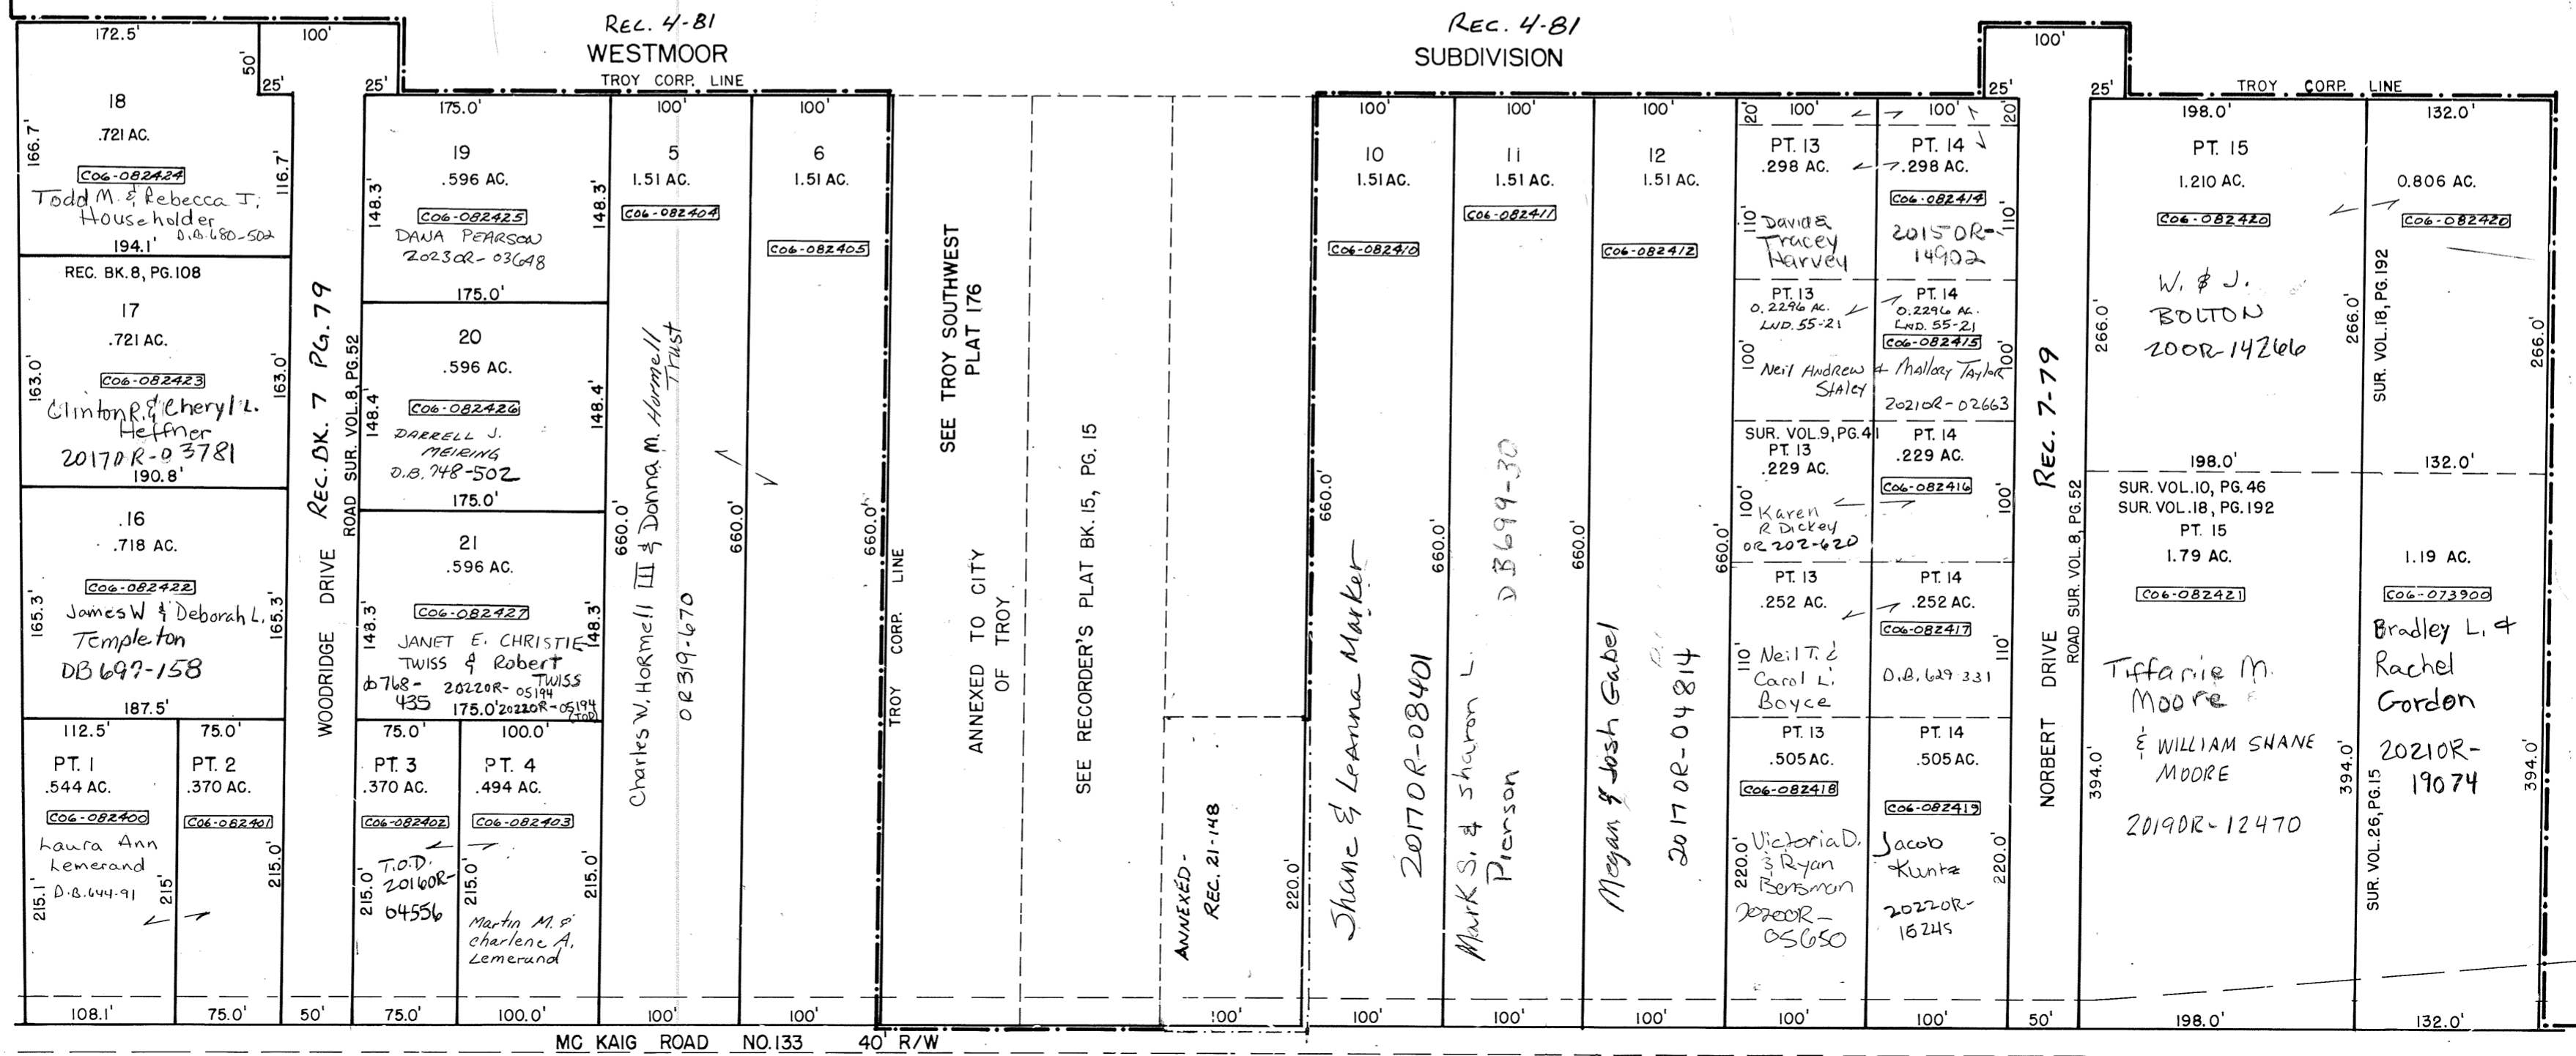 REC. 4-81
WESTMOOR
TROY CORP. LINE
REC. 4-81
SUBDIVISION
TROY CORP. LINE
172.5'
50'
25'
18
.721 AC.
166.7'
116.7'
C06-082424
Todd M. & Rebecca J.
Householder
D.B. 680-502
194.1'
REC. BK. 8, PG. 108
17
.721 AC.
163.0'
163.0'
C06-082423
Clinton R. & Cheryl L.
Heffner
2017OR-03781
190.8'
.16
.718 AC.
165.3'
165.3'
C06-082422
James W & Deborah L.
Templeton
DB 697-158
187.5'
112.5'
PT. 1
.544 AC.
C06-082400
Laura Ann
Lemerand
D.B. 644-91
215.1'
215'
108.1'
75.0'
PT. 2
.370 AC.
C06-082401
215.0'
75.0'
100'
WOODRIDGE DRIVE
REC. BK. 7 PG. 79
ROAD SUR. VOL. 8, PG. 52
50'
25'
175.0'
19
.596 AC.
148.3'
148.3'
C06-082425
DANA PEARSON
2023OR-03648
175.0'
20
.596 AC.
148.4'
148.4'
C06-082426
DARRELL J.
MEIRING
D.B. 748-502
175.0'
21
.596 AC.
148.3'
148.3'
C06-082427
JANET E. CHRISTIE
TWISS & Robert
TWISS
db768-
435
2022OR-05194
175.0'
2022OR-05194
(TOD)
75.0'
PT. 3
.370 AC.
C06-082402
T.O.D.
2016OR-
04556
215.0'
75.0'
100.0'
PT. 4
.494 AC.
C06-082403
215.0'
215.0'
Martin M. &
Charlene A.
Lemerand
100.0'
100'
5
1.51 AC.
C06-082404
Charles W. Hormell III & Donna M. Hormell
Trust
OR319-670
660.0'
100'
100'
6
1.51 AC.
C06-082405
660.0'
660.0'
100'
TROY CORP. LINE
SEE TROY SOUTHWEST
PLAT 176
ANNEXED TO CITY
OF TROY
SEE RECORDER'S PLAT BK. 15, PG. 15
ANNEXED-
REC. 21-148
220.0'
100'
100'
10
1.51 AC.
C06-082410
660.0'
Shane & Leanna Marker
2017OR-08401
100'
100'
11
1.51 AC.
C06-082411
660.0'
Mark S. & Sharon L.
Pierson
DB699-30
100'
100'
12
1.51 AC.
C06-082412
660.0'
Megan & Josh Gabel
2017OR-04814
660.0'
100'
20'
100'
100'
20'
PT. 13
.298 AC.
PT. 14
.298 AC.
C06-082414
110'
David &
Tracey
Harvey
2015OR-
14902
110'
PT. 13
0.2296 AC.
LND. 55-21
PT. 14
0.2296 AC.
LND. 55-21
C06-082415
100'
100'
Neil Andrew & Mallory Taylor
Staley
2021OR-02663
SUR. VOL. 9, PG. 41
PT. 13
.229 AC.
PT. 14
.229 AC.
C06-082416
100'
100'
Karen
R Dickey
OR 202-620
PT. 13
.252 AC.
PT. 14
.252 AC.
C06-082417
110'
110'
Neil T. &
Carol L.
Boyce
D.B. 629-331
PT. 13
.505 AC.
C06-082418
PT. 14
.505 AC.
C06-082419
220.0'
Victoria D.
& Ryan
Bensman
2020OR-
05650
Jacob
Kuntz
2022OR-
15245
220.0'
100'
100'
100'
25'
25'
NORBERT DRIVE
REC. 7-79
ROAD SUR. VOL. 8, PG. 52
50'
198.0'
PT. 15
1.210 AC.
C06-082420
W. & J.
BOLTON
200R-14266
266.0'
266.0'
198.0'
132.0'
0.806 AC.
C06-082420
SUR. VOL. 18, PG. 192
266.0'
132.0'
SUR. VOL. 10, PG. 46
SUR. VOL. 18, PG. 192
PT. 15
1.79 AC.
C06-082421
Tiffanie M.
Moore
& WILLIAM SHANE
MOORE
2019OR-12470
394.0'
394.0'
198.0'
1.19 AC.
C06-073900
Bradley L. &
Rachel
Gordon
2021OR-
19074
SUR. VOL. 26, PG. 15
394.0'
132.0'
MC KAIG ROAD NO. 133 40' R/W